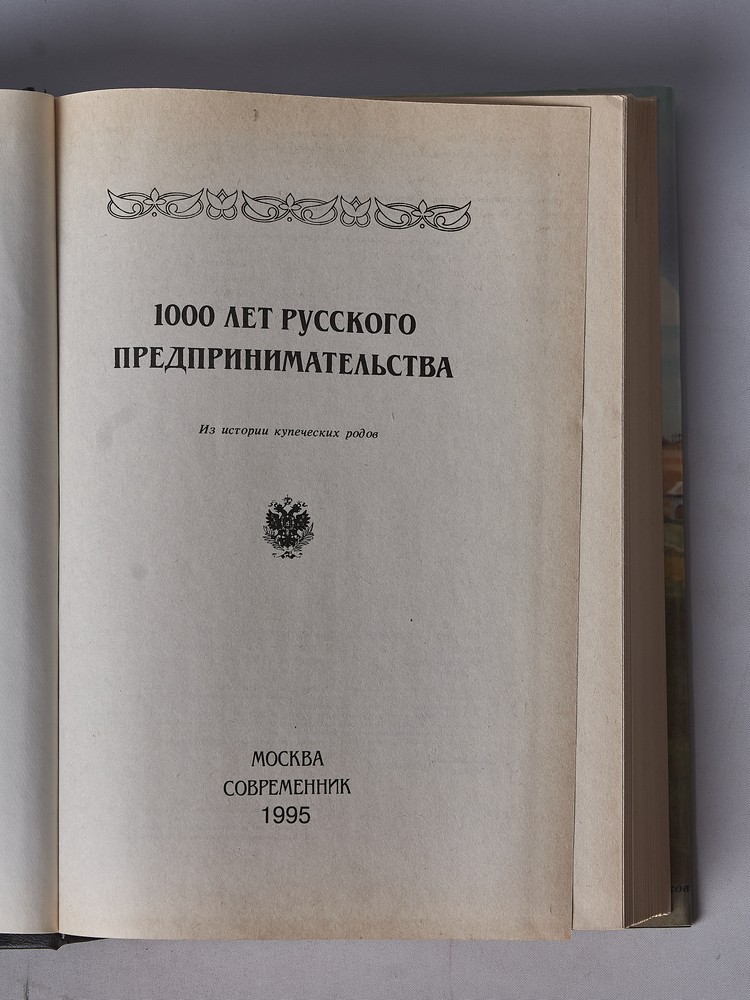 1000 ЛЕТ РУССКОГО
ПРЕДПРИНИМАТЕЛЬСТВА
Из истории купеческих родов
МОСКВА
СОВРЕМЕННИК
1995